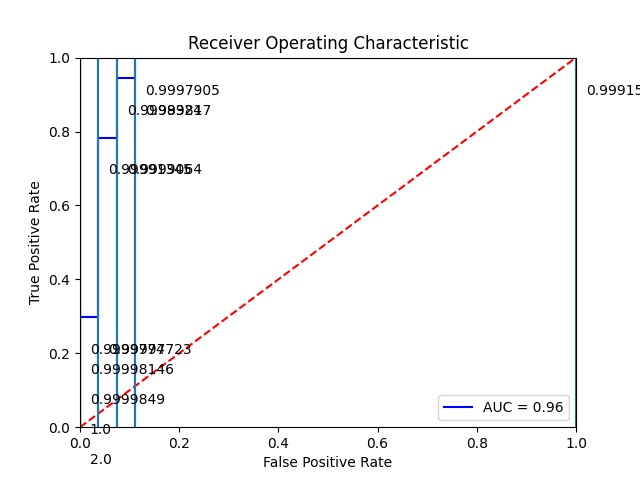 Receiver Operating Characteristic
1.0
0.9997905
0.99915
0.8
0.6
True Positive Rate
0.4
0.2
0.99998146
0.9999849
AUC = 0.96
0.0
1.0
0.0 0.2 0.4 0.6 0.8 1.0
2.0
False Positive Rate